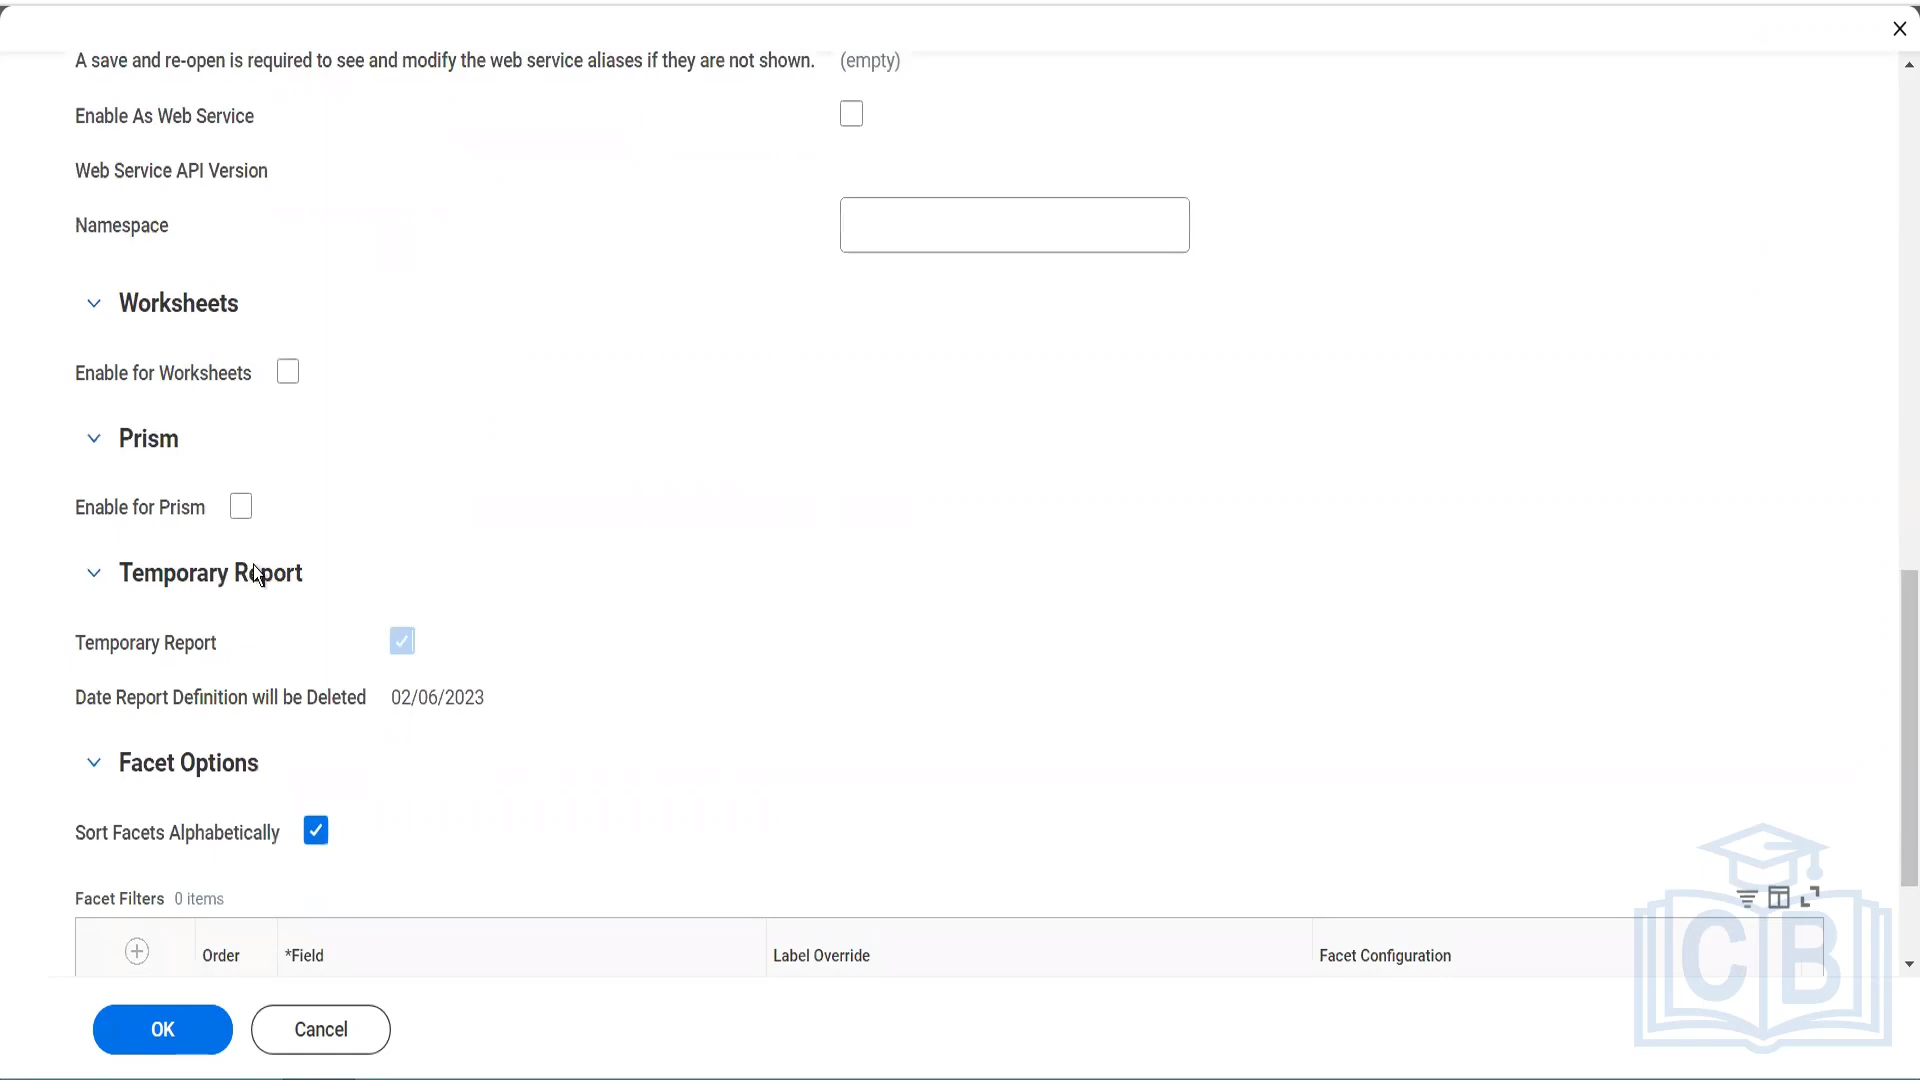 A save and re-open is required to see and modify the web service aliases if they are not shown. (empty)
Enable As Web Service
Web Service API Version
Namespace
Worksheets
Enable for Worksheets
Prism
Enable for Prism
Temporary Report
Temporary Report
Date Report Definition will be Deleted 02/06/2023
Facet Options
Sort Facets Alphabetically
Facet Filters 0 items
Order *Field Label Override Facet Configuration
CB
OK Cancel